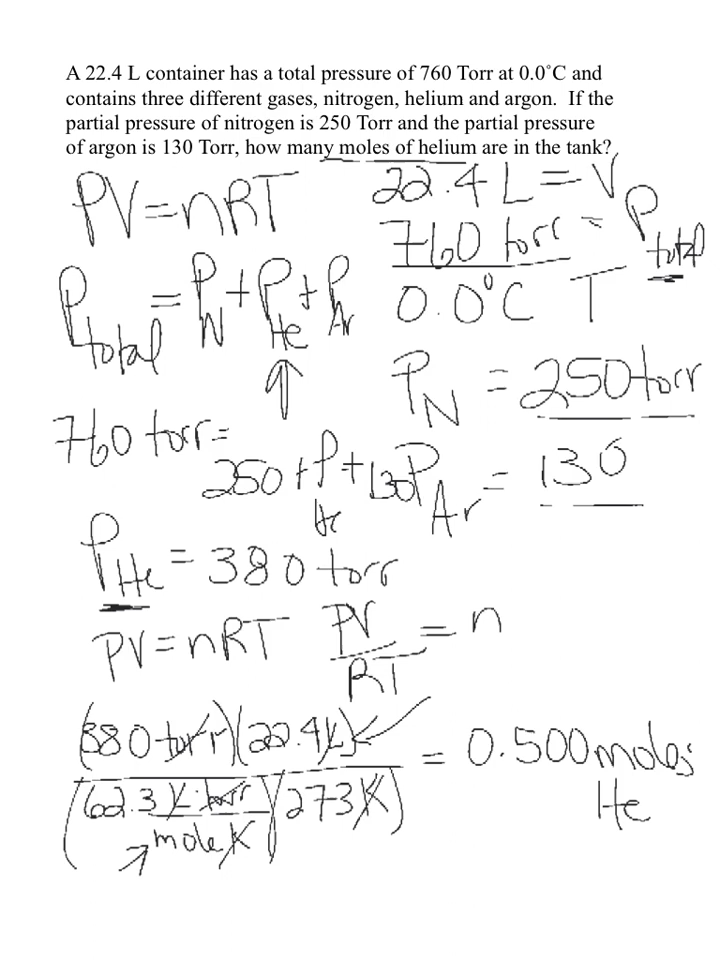 A 22.4 L container has a total pressure of 760 Torr at 0.0˚C and
contains three different gases, nitrogen, helium and argon.  If the
partial pressure of nitrogen is 250 Torr and the partial pressure
of argon is 130 Torr, how many moles of helium are in the tank?
PV=nRT
22.4 L = V
760 torr = P total
P total = P N + P He + P Ar
0.0°C T
↑
P N = 250 torr
760 torr =
250 + P He + 130
P Ar = 130
P He = 380 torr
PV=nRT PV/RT = n
(380 torr)(22.4 L)
(62.3 L·torr/mole K)(273 K)
= 0.500 moles
He